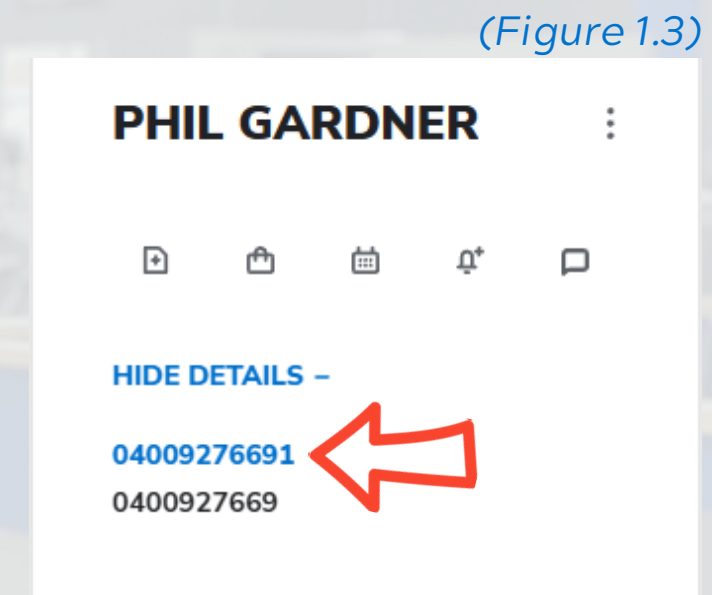 (Figure 1.3)
PHIL GARDNER
HIDE DETAILS –
04009276691
0400927669